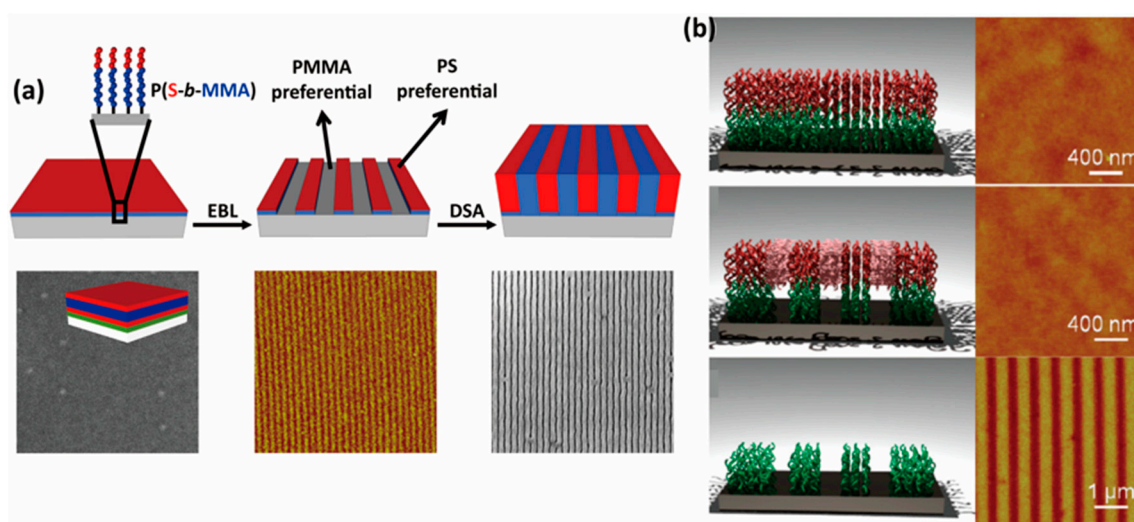 (a)
P(S-b-MMA)
PMMA
preferential
PS
preferential
EBL
DSA
(b)
400 nm
400 nm
1 µm